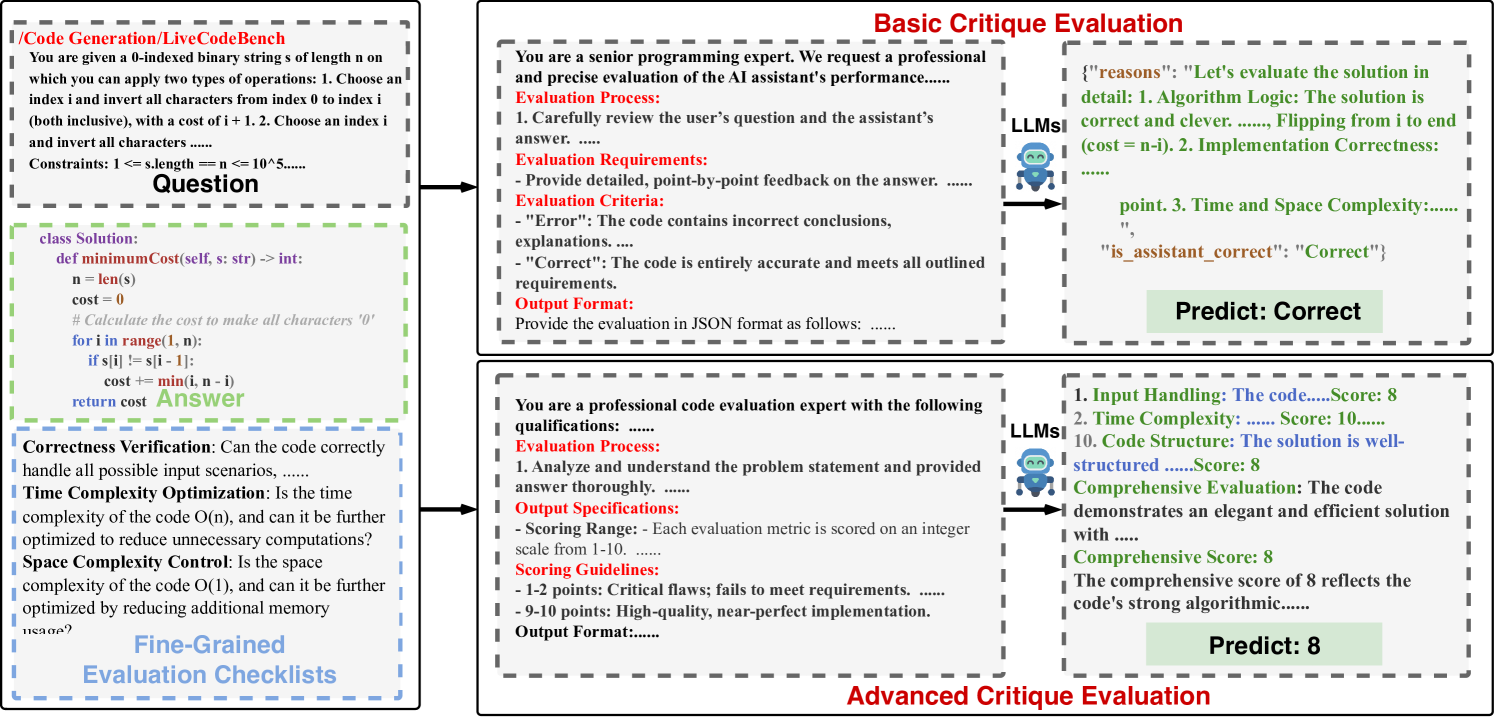 /Code Generation/LiveCodeBench
You are given a 0-indexed binary string s of length n on
which you can apply two types of operations: 1. Choose an
index i and invert all characters from index 0 to index i
(both inclusive), with a cost of i + 1. 2. Choose an index i
and invert all characters ......
Constraints: 1 <= s.length == n <= 10^5......
Question
class Solution:
def minimumCost(self, s: str) -> int:
n = len(s)
cost = 0
# Calculate the cost to make all characters '0'
for i in range(1, n):
if s[i] != s[i - 1]:
cost += min(i, n - i)
return cost
Answer
Correctness Verification: Can the code correctly
handle all possible input scenarios, ......
Time Complexity Optimization: Is the time
complexity of the code O(n), and can it be further
optimized to reduce unnecessary computations?
Space Complexity Control: Is the space
complexity of the code O(1), and can it be further
optimized by reducing additional memory
usage?
Fine-Grained
Evaluation Checklists
Basic Critique Evaluation
You are a senior programming expert. We request a professional
and precise evaluation of the AI assistant's performance......
Evaluation Process:
1. Carefully review the user's question and the assistant's
answer. .....
Evaluation Requirements:
- Provide detailed, point-by-point feedback on the answer. ......
Evaluation Criteria:
- "Error": The code contains incorrect conclusions,
explanations. ....
- "Correct": The code is entirely accurate and meets all outlined
requirements.
Output Format:
Provide the evaluation in JSON format as follows: ......
LLMs
{"reasons": "Let's evaluate the solution in
detail: 1. Algorithm Logic: The solution is
correct and clever. ......, Flipping from i to end
(cost = n-i). 2. Implementation Correctness:
......
point. 3. Time and Space Complexity:......
",
"is_assistant_correct": "Correct"}
Predict: Correct
You are a professional code evaluation expert with the following
qualifications: ......
Evaluation Process:
1. Analyze and understand the problem statement and provided
answer thoroughly. ......
Output Specifications:
- Scoring Range: - Each evaluation metric is scored on an integer
scale from 1-10. ......
Scoring Guidelines:
- 1-2 points: Critical flaws; fails to meet requirements. ......
- 9-10 points: High-quality, near-perfect implementation.
Output Format:......
LLMs
1. Input Handling: The code.....Score: 8
2. Time Complexity: ...... Score: 10......
10. Code Structure: The solution is well-
structured ......Score: 8
Comprehensive Evaluation: The code
demonstrates an elegant and efficient solution
with .....
Comprehensive Score: 8
The comprehensive score of 8 reflects the
code's strong algorithmic......
Predict: 8
Advanced Critique Evaluation